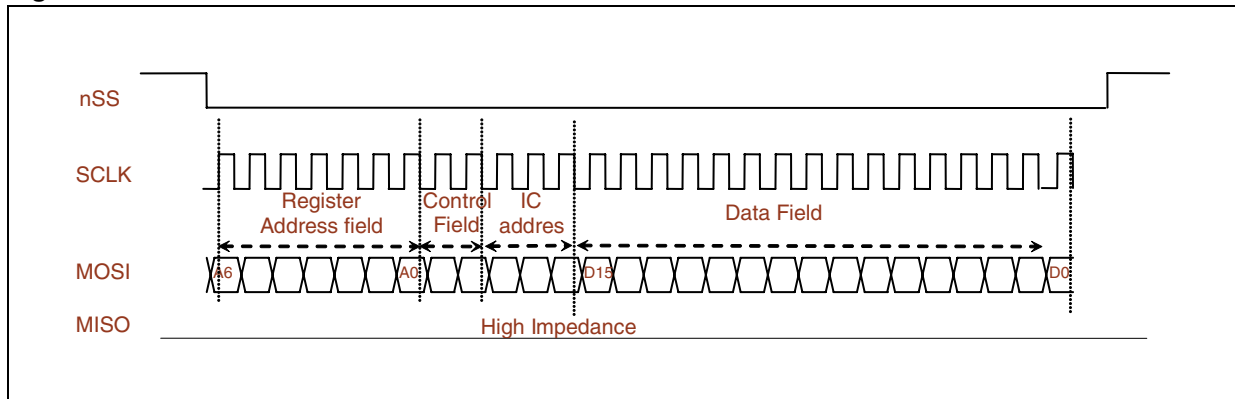 nSS
SCLK
Register
Address field
Control
Field
IC
addres
Data Field
MOSI
A6
A0
D15
D0
MISO
High Impedance